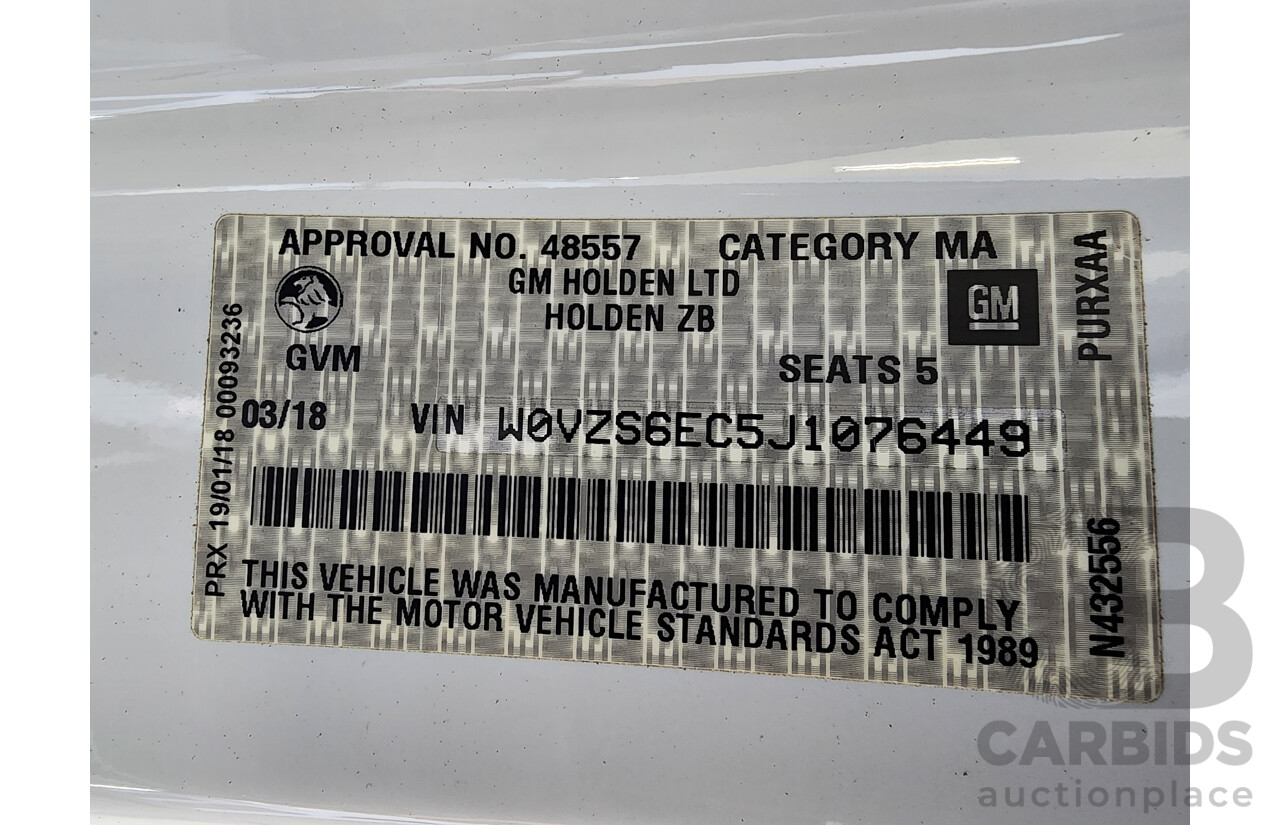 APPROVAL NO. 48557 CATEGORY MA
GM HOLDEN LTD
HOLDEN ZB
GM
GVM
SEATS 5
03/18 VIN W0VZS6EC5J1076449
THIS VEHICLE WAS MANUFACTURED TO COMPLY
WITH THE MOTOR VEHICLE STANDARDS ACT 1989
PRX 19/01/18 00093236
PURXAA
N432556
B
CARBIDS
auctionplace